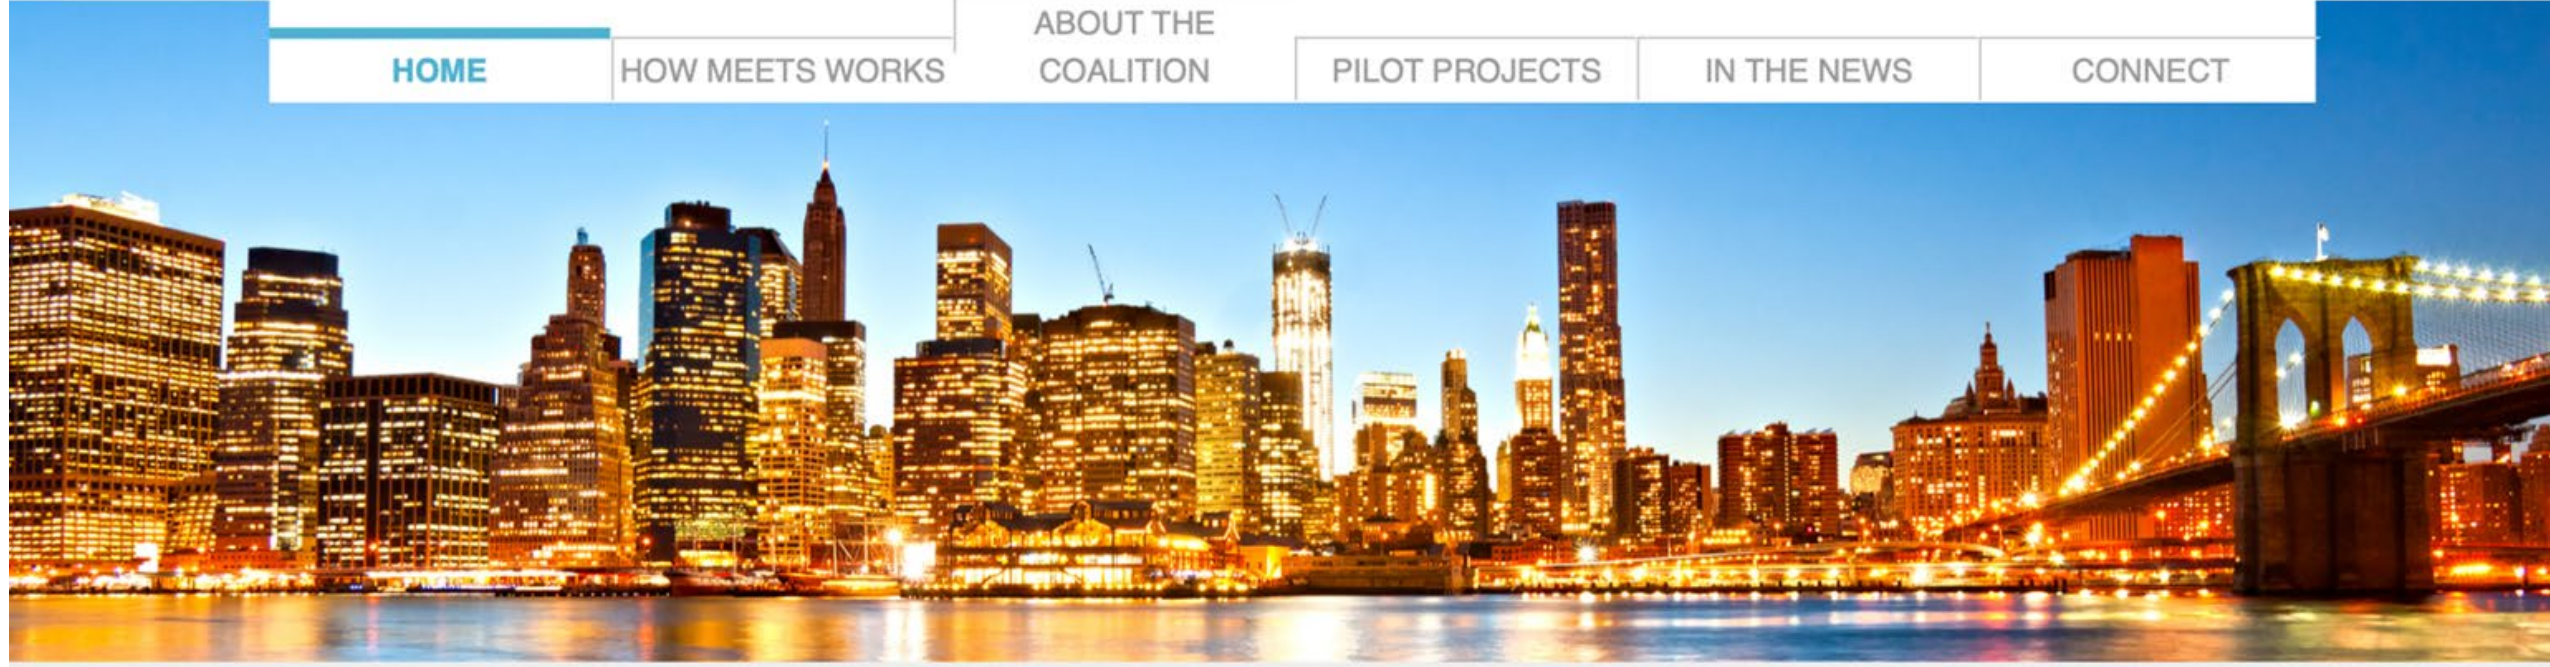 HOME
HOW MEETS WORKS
ABOUT THE
COALITION
PILOT PROJECTS
IN THE NEWS
CONNECT